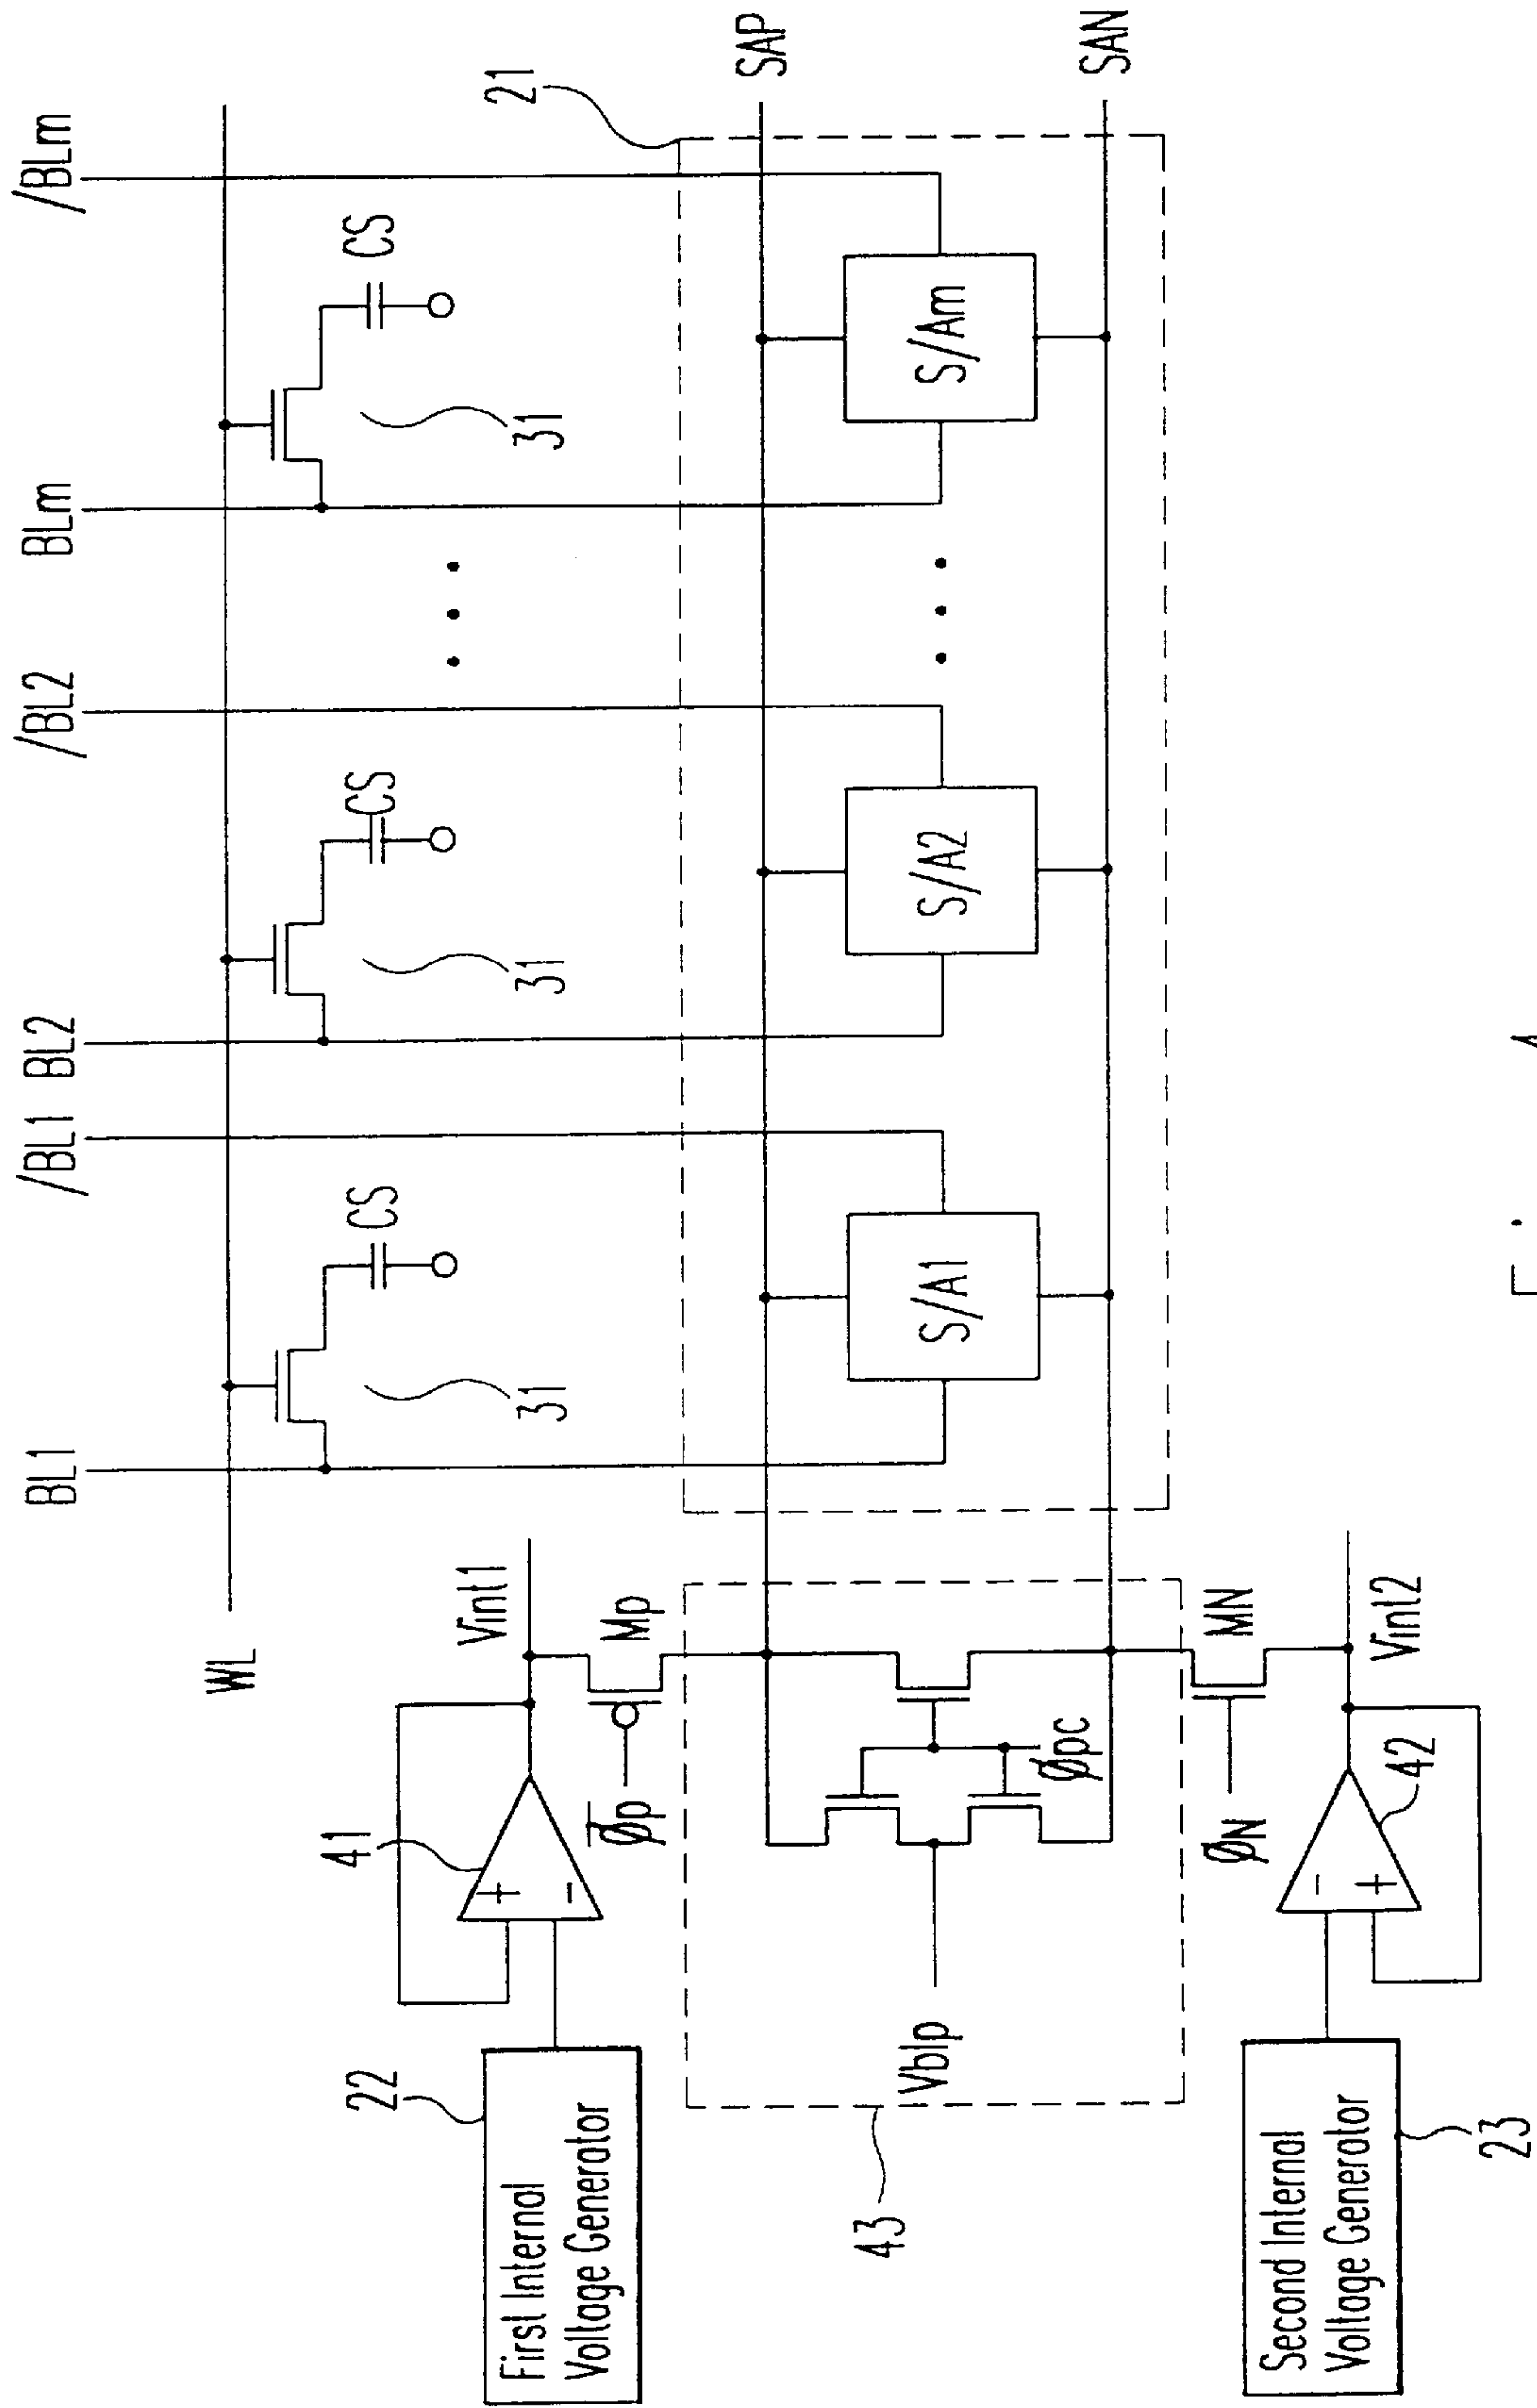 BL1
/BL1
BL2
/BL2
BLm
/BLm
WL
CS
CS
CS
31
31
31
21
First Internal
Voltage Generator
22
41
+
-
Vint1
Mp
Øp
SAP
S/A1
S/A2
S/Am
SAN
43
Vblp
Øpc
ØN
MN
Second Internal
Voltage Generator
23
42
-
+
Vint2